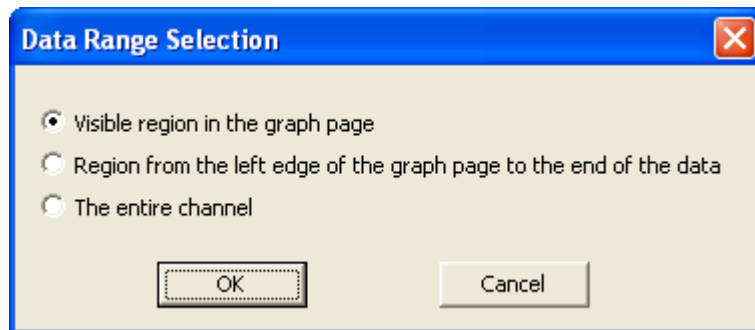 Data Range Selection
Visible region in the graph page
Region from the left edge of the graph page to the end of the data
The entire channel
OK
Cancel